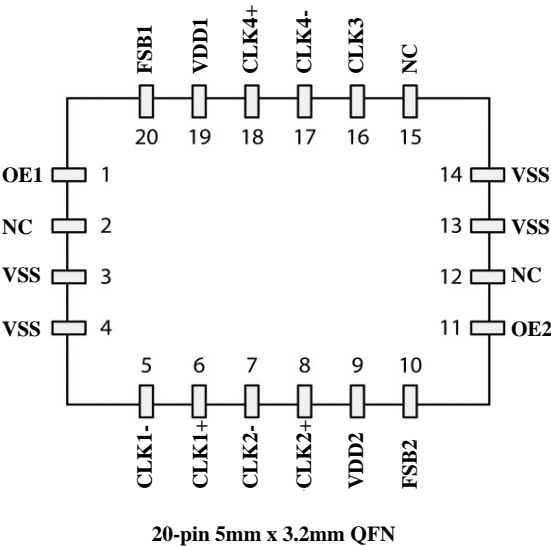 FSB1 VDD1 CLK4+ CLK4- CLK3 NC
20 19 18 17 16 15
OE1 1 14 VSS
NC 2 13 VSS
VSS 3 12 NC
VSS 4 11 OE2
5 6 7 8 9 10
CLK1- CLK1+ CLK2- CLK2+ VDD2 FSB2
20-pin 5mm x 3.2mm QFN